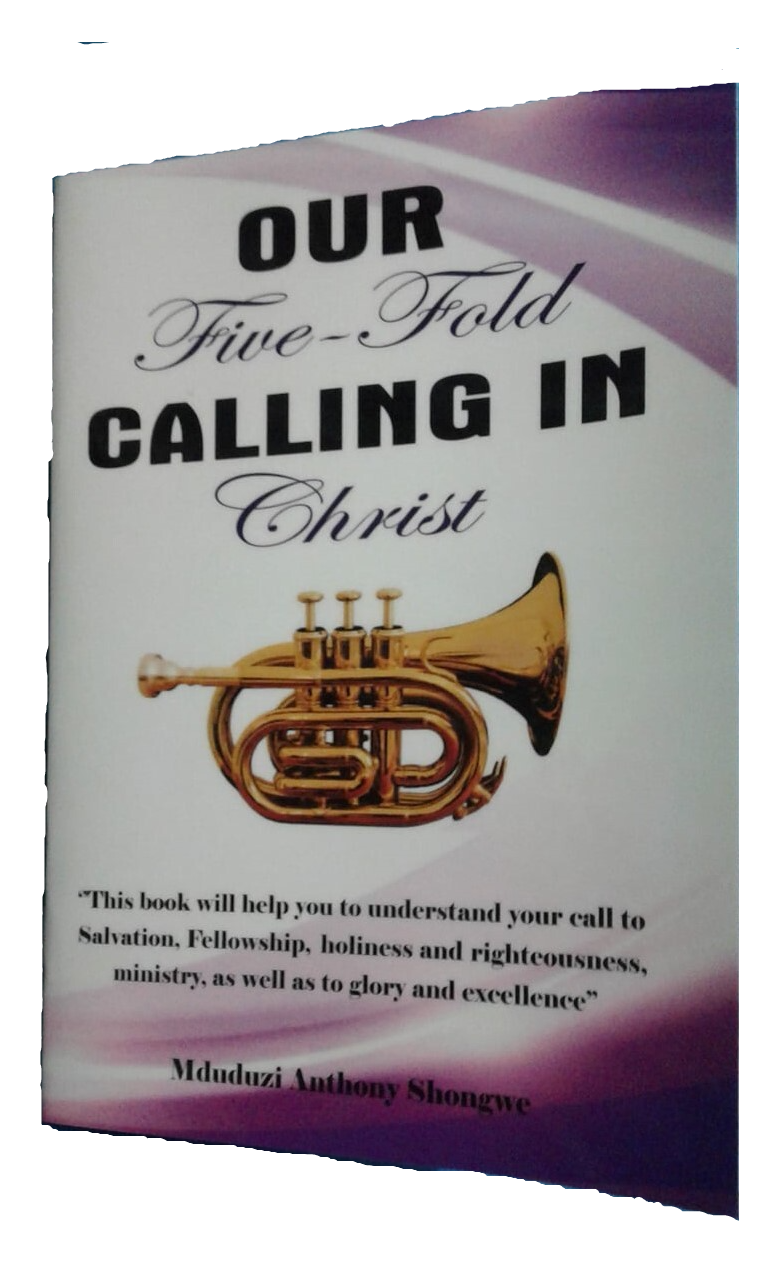 OUR
Five-Fold
CALLING IN
Christ
“This book will help you to understand your call to
Salvation, Fellowship, holiness and righteousness,
ministry, as well as to glory and excellence”
Mduduzi Anthony Shongwe